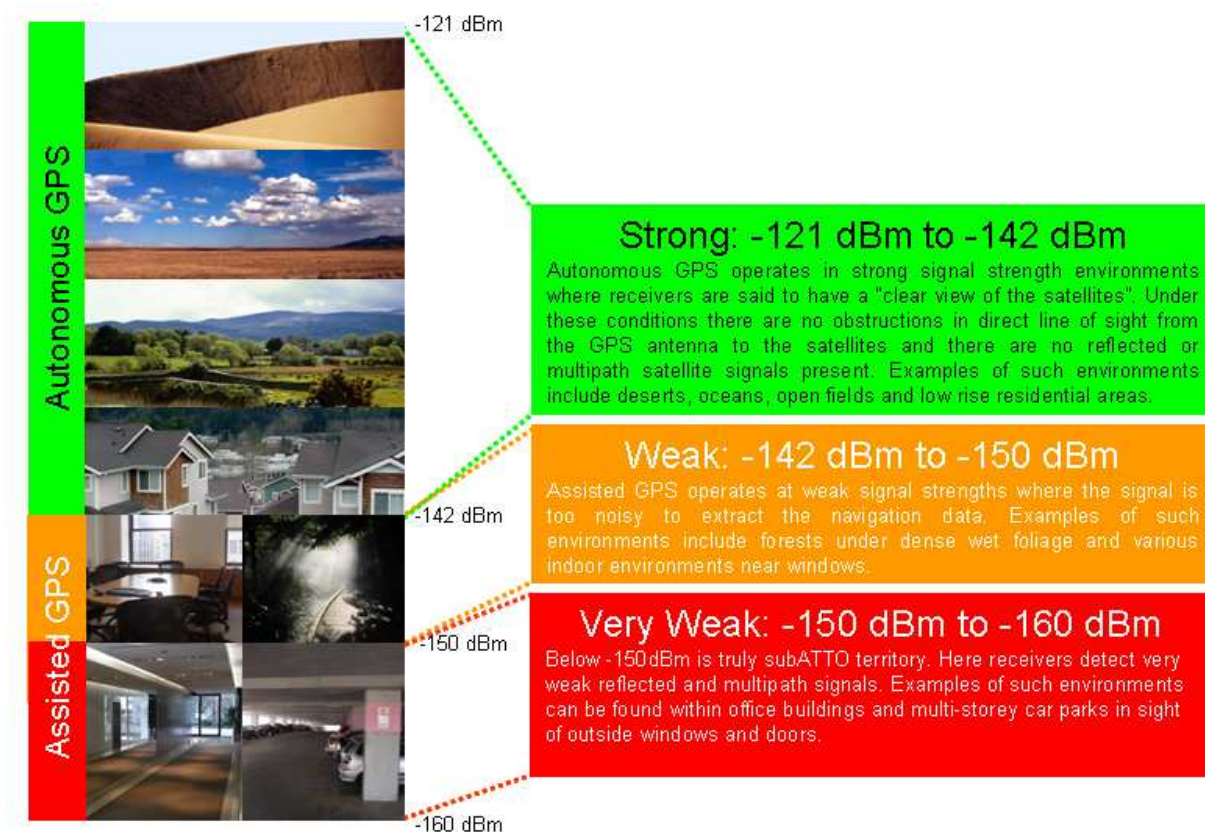 -121 dBm
Autonomous GPS
Strong: -121 dBm to -142 dBm
Autonomous GPS operates in strong signal strength environments
where receivers are said to have a "clear view of the satellites". Under
these conditions there are no obstructions in direct line of sight from
the GPS antenna to the satellites and there are no reflected or
multipath satellite signals present. Examples of such environments
include deserts, oceans, open fields and low rise residential areas.
-142 dBm
Weak: -142 dBm to -150 dBm
Assisted GPS operates at weak signal strengths where the signal is
too noisy to extract the navigation data. Examples of such
environments include forests under dense wet foliage and various
indoor environments near windows.
Assisted GPS
-150 dBm
Very Weak: -150 dBm to -160 dBm
Below -150dBm is truly subATTO territory. Here receivers detect very
weak reflected and multipath signals. Examples of such environments
can be found within office buildings and multi-storey car parks in sight
of outside windows and doors.
-160 dBm